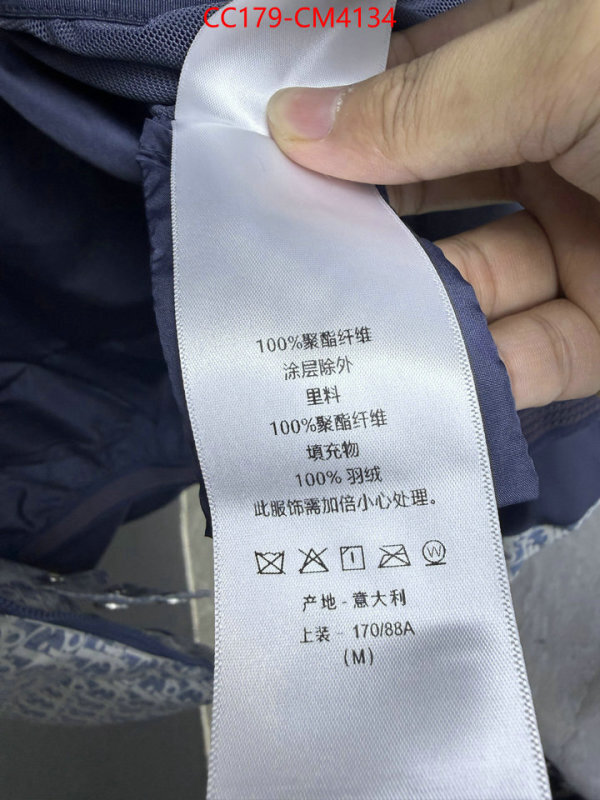 CC179-CM4134
100%聚酯纤维
涂层除外
里料
100%聚酯纤维
填充物
100% 羽绒
此服饰需加倍小心处理。
W
产地 - 意大利
上装 - 170/88A
(M)